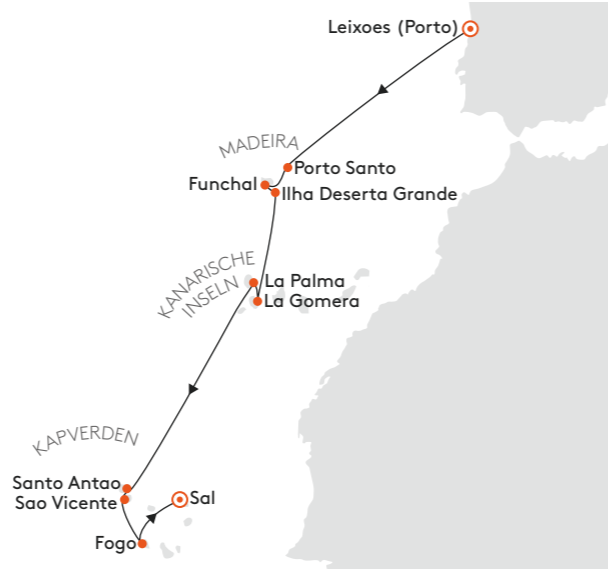 Leixoes (Porto)
MADEIRA
Porto Santo
Funchal
Ilha Deserta Grande
KANARISCHE
INSELN
La Palma
La Gomera
KAPVERDEN
Santo Antao
Sao Vicente
Sal
Fogo